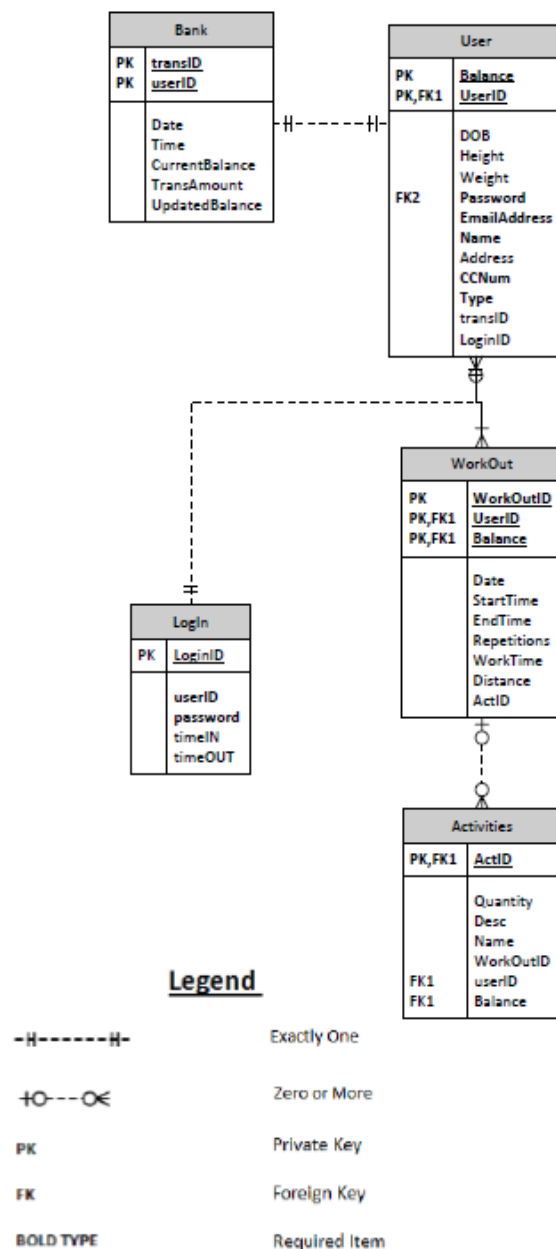 Bank
PK transID
PK userID
Date
Time
CurrentBalance
TransAmount
UpdatedBalance
User
PK Balance
PK,FK1 UserID
DOB
Height
Weight
FK2 Password
EmailAddress
Name
Address
CCNum
Type
transID
LoginID
WorkOut
PK WorkOutID
PK,FK1 UserID
PK,FK1 Balance
Date
StartTime
EndTime
Repetitions
WorkTime
Distance
ActID
LogIn
PK LoginID
userID
password
timeIN
timeOUT
Activities
PK,FK1 ActID
Quantity
Desc
Name
WorkOutID
FK1 userID
FK1 Balance
Legend
Exactly One
Zero or More
PK Private Key
FK Foreign Key
BOLD TYPE Required Item